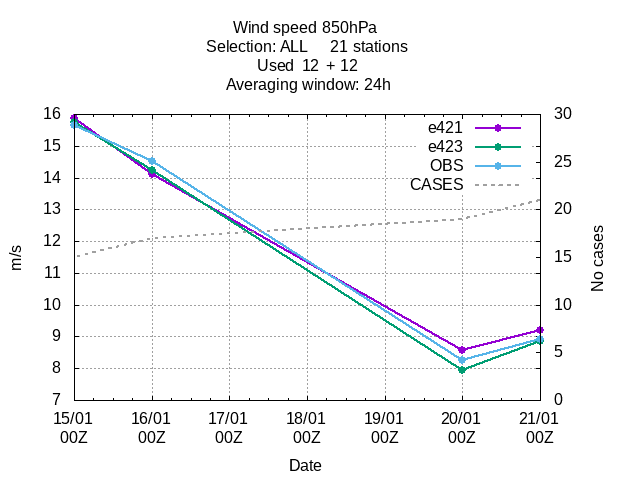 Wind speed 850hPa
Selection: ALL     21 stations
Used  12  + 12
Averaging window: 24h
e421
e423
OBS
CASES
16
15
14
13
12
11
10
9
8
7
m/s
30
25
20
15
10
5
0
No cases
15/01 16/01 17/01 18/01 19/01 20/01 21/01
00Z 00Z 00Z 00Z 00Z 00Z 00Z
Date